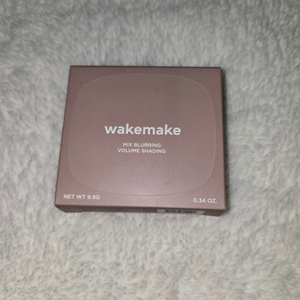 wakemake
MIX BLURRING
VOLUME SHADING
NET WT 9.9G
0.34 OZ.